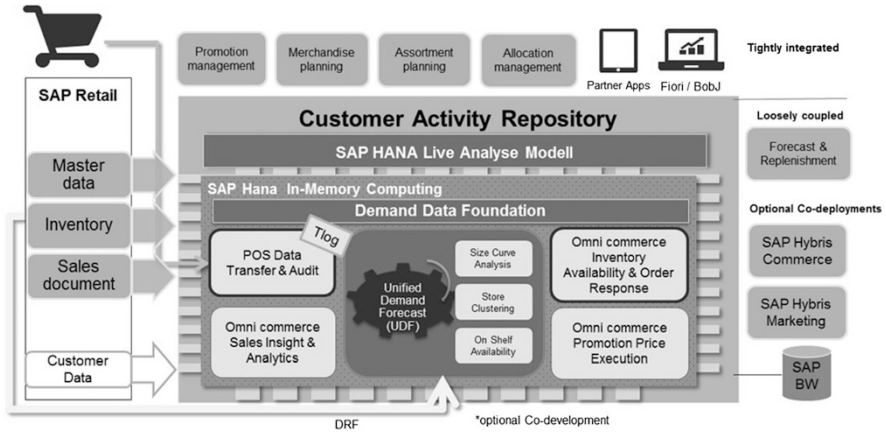 Promotion
management
Merchandise
planning
Assortment
planning
Allocation
management
Partner Apps
Fiori / BobJ
Tightly integrated
SAP Retail
Master
data
Inventory
Sales
document
Customer
Data
Customer Activity Repository
SAP HANA Live Analyse Modell
SAP Hana In-Memory Computing
Demand Data Foundation
Tlog
POS Data
Transfer & Audit
Omni commerce
Sales Insight &
Analytics
Unified
Demand
Forecast
(UDF)
Size Curve
Analysis
Store
Clustering
On Shelf
Availability
Omni commerce
Inventory
Availability & Order
Response
Omni commerce
Promotion Price
Execution
Loosely coupled
Forecast &
Replenishment
Optional Co-deployments
SAP Hybris
Commerce
SAP Hybris
Marketing
SAP
BW
DRF
*optional Co-development